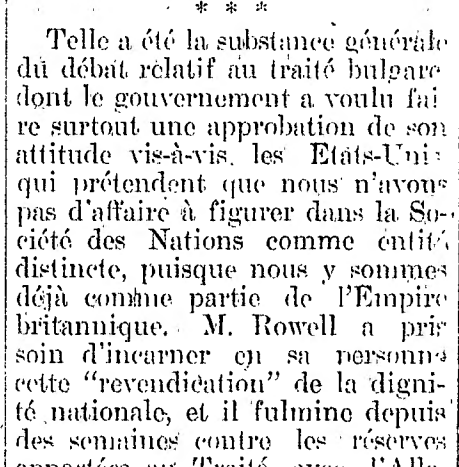 * * *
Telle a été la substance générale
du débat relatif au traité bulgare
dont le gouvernement a voulu fai
re surtout une approbation de son
attitude vis-à-vis. les Etats-Unis
qui prétendent que nous n'avons
pas d'affaire à figurer dans la So-
ciété des Nations comme entité
distincte, puisque nous y sommes
déjà comme partie de l'Empire
britannique. M. Rowell a pris
soin d'incarner en sa personne
cette "revendication" de la digni-
té nationale, et il fulmine depuis
des semaines contre les réserves
au Traité avec l'Alle-